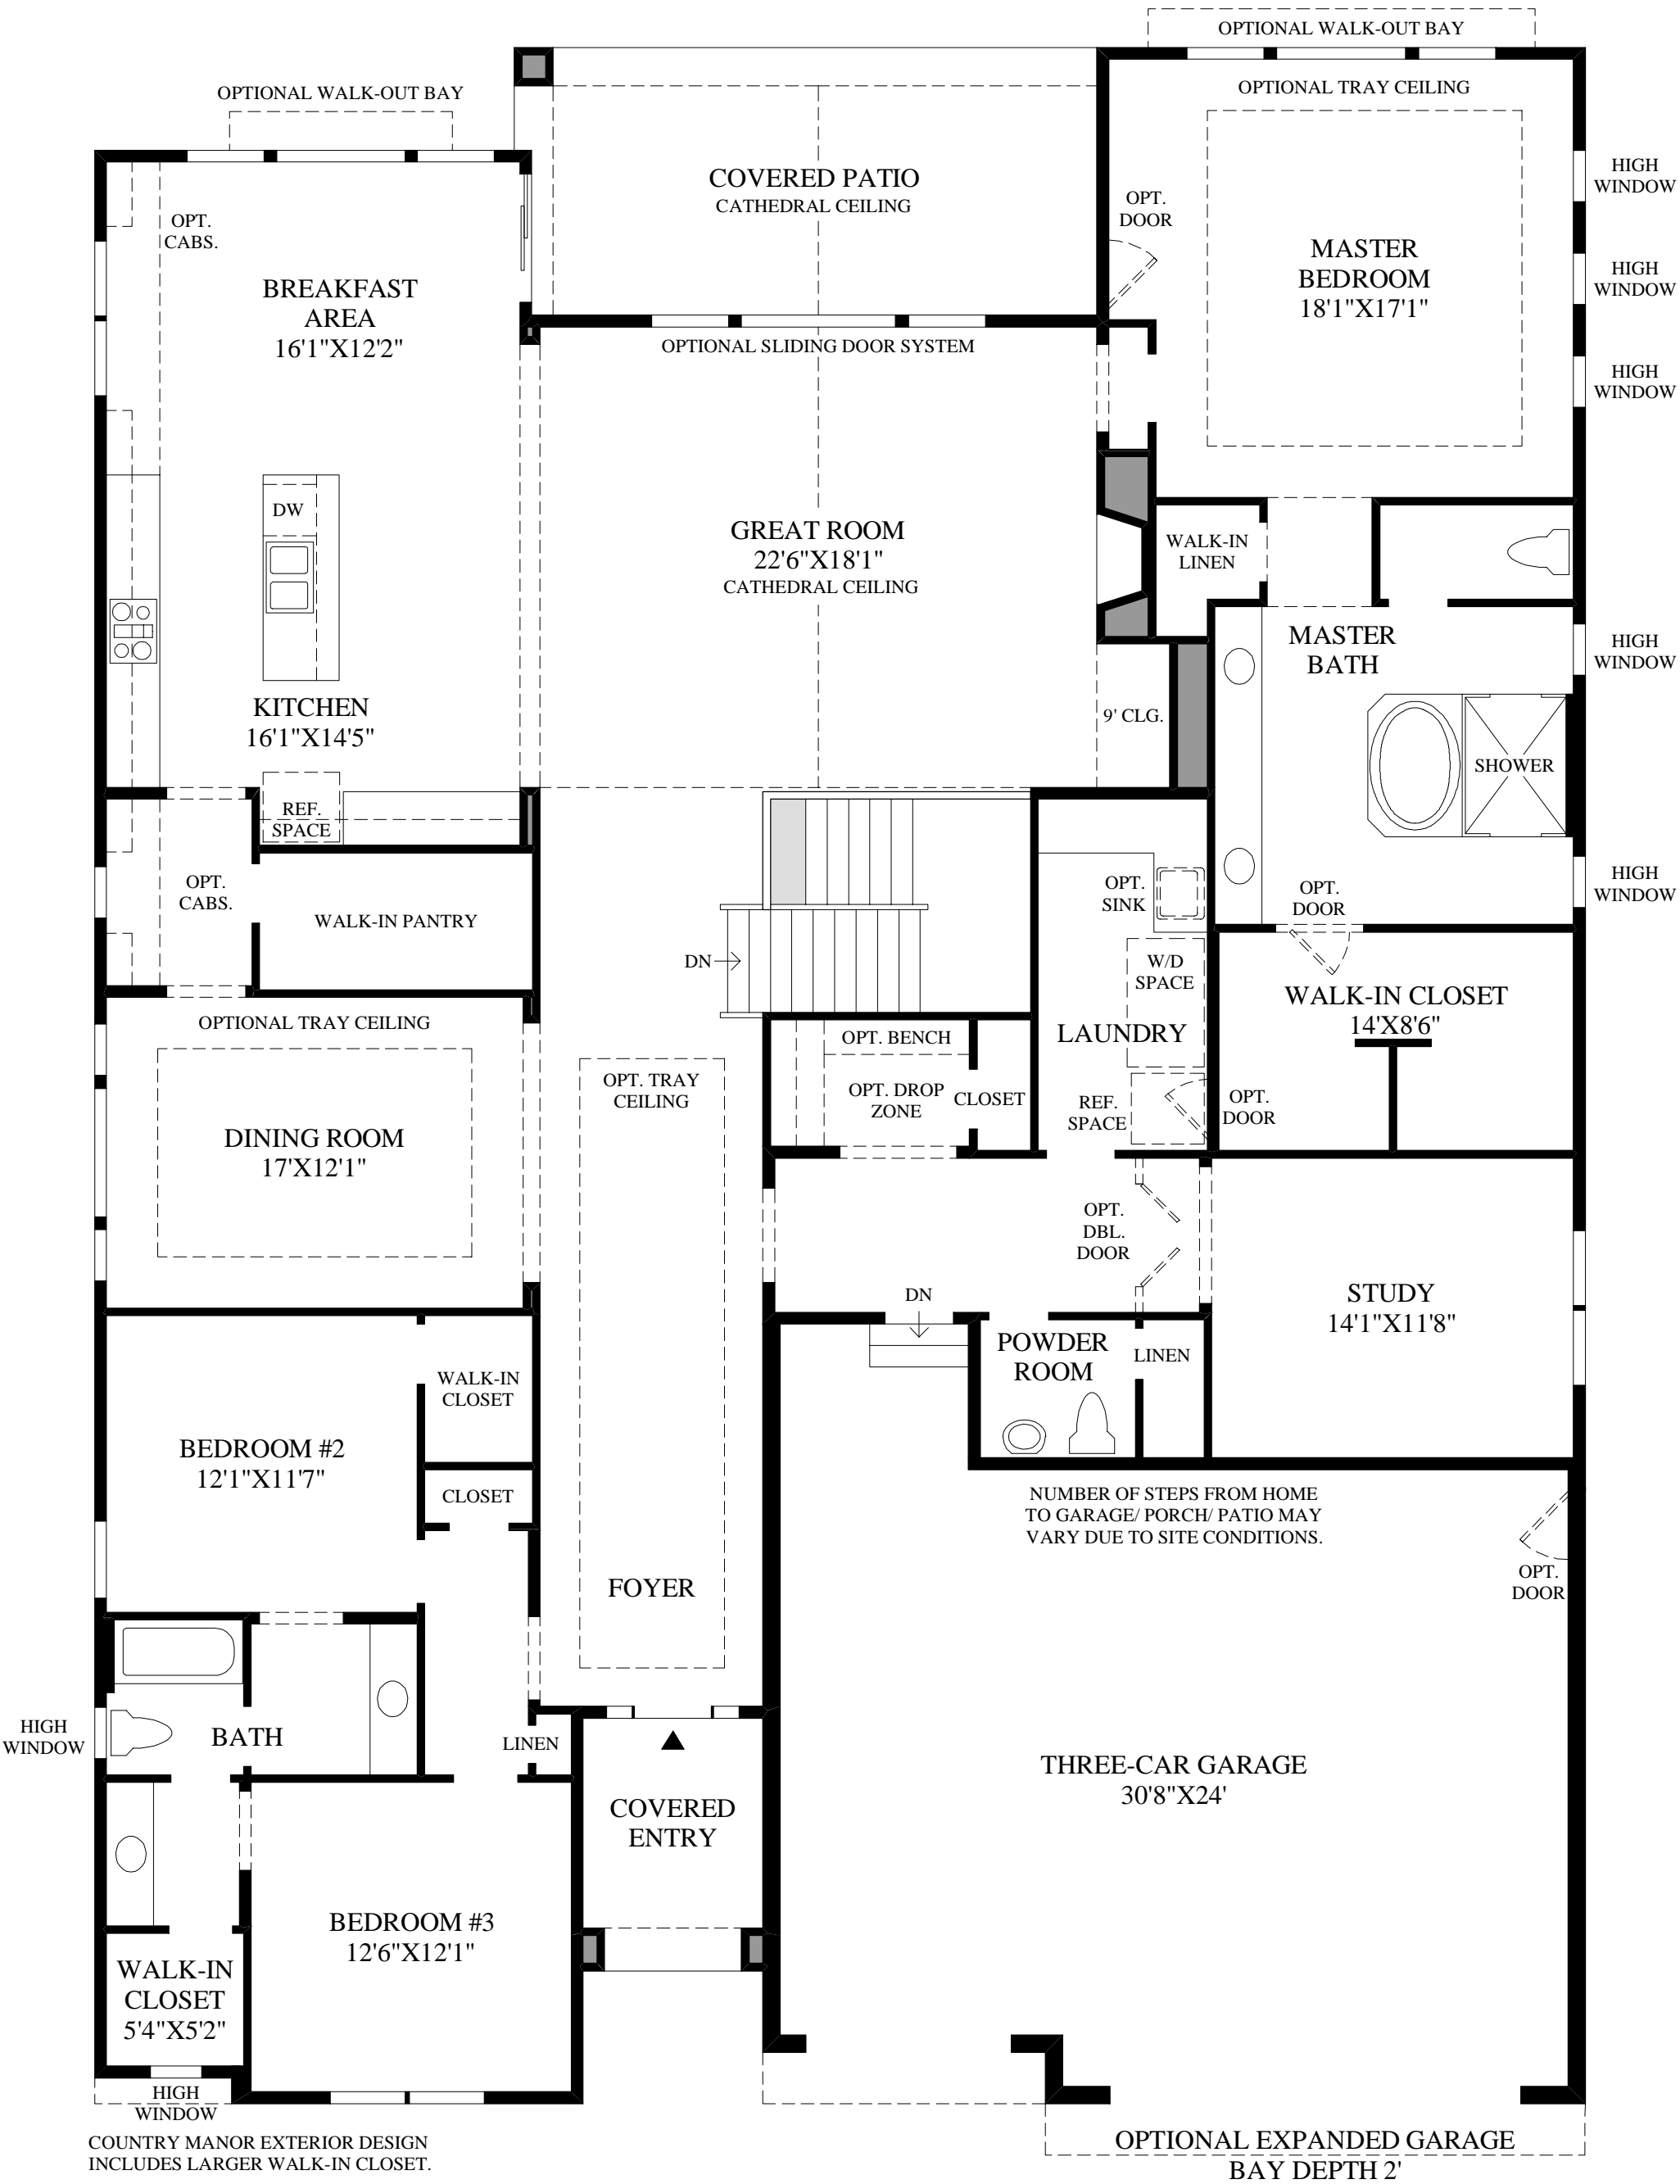 OPTIONAL WALK-OUT BAY
OPTIONAL WALK-OUT BAY
OPTIONAL TRAY CEILING
COVERED PATIO
CATHEDRAL CEILING
OPT.
CABS.
OPT.
DOOR
HIGH
WINDOW
BREAKFAST
AREA
16'1"X12'2"
MASTER
BEDROOM
18'1"X17'1"
HIGH
WINDOW
OPTIONAL SLIDING DOOR SYSTEM
HIGH
WINDOW
DW
GREAT ROOM
22'6"X18'1"
CATHEDRAL CEILING
WALK-IN
LINEN
MASTER
BATH
HIGH
WINDOW
KITCHEN
16'1"X14'5"
9' CLG.
SHOWER
REF.
SPACE
OPT.
CABS.
WALK-IN PANTRY
OPT.
SINK
OPT.
DOOR
HIGH
WINDOW
DN
W/D
SPACE
WALK-IN CLOSET
14'X8'6"
OPTIONAL TRAY CEILING
OPT. BENCH
LAUNDRY
OPT. TRAY
CEILING
OPT. DROP
ZONE
CLOSET
REF.
SPACE
OPT.
DOOR
DINING ROOM
17'X12'1"
OPT.
DBL.
DOOR
DN
STUDY
14'1"X11'8"
POWDER
ROOM
LINEN
WALK-IN
CLOSET
BEDROOM #2
12'1"X11'7"
CLOSET
NUMBER OF STEPS FROM HOME
TO GARAGE/ PORCH/ PATIO MAY
VARY DUE TO SITE CONDITIONS.
OPT.
DOOR
FOYER
HIGH
WINDOW
BATH
LINEN
THREE-CAR GARAGE
30'8"X24'
COVERED
ENTRY
BEDROOM #3
12'6"X12'1"
WALK-IN
CLOSET
5'4"X5'2"
HIGH
WINDOW
COUNTRY MANOR EXTERIOR DESIGN
INCLUDES LARGER WALK-IN CLOSET.
OPTIONAL EXPANDED GARAGE
BAY DEPTH 2'